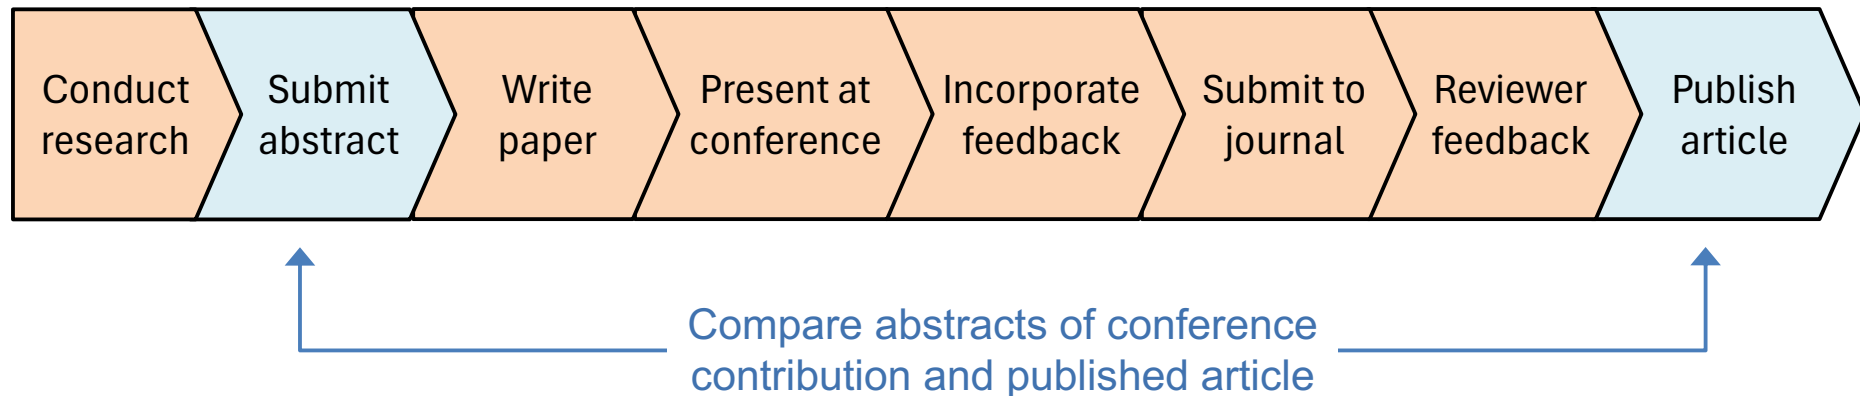 Conduct
research
Submit
abstract
Write
paper
Present at
conference
Incorporate
feedback
Submit to
journal
Reviewer
feedback
Publish
article
Compare abstracts of conference
contribution and published article